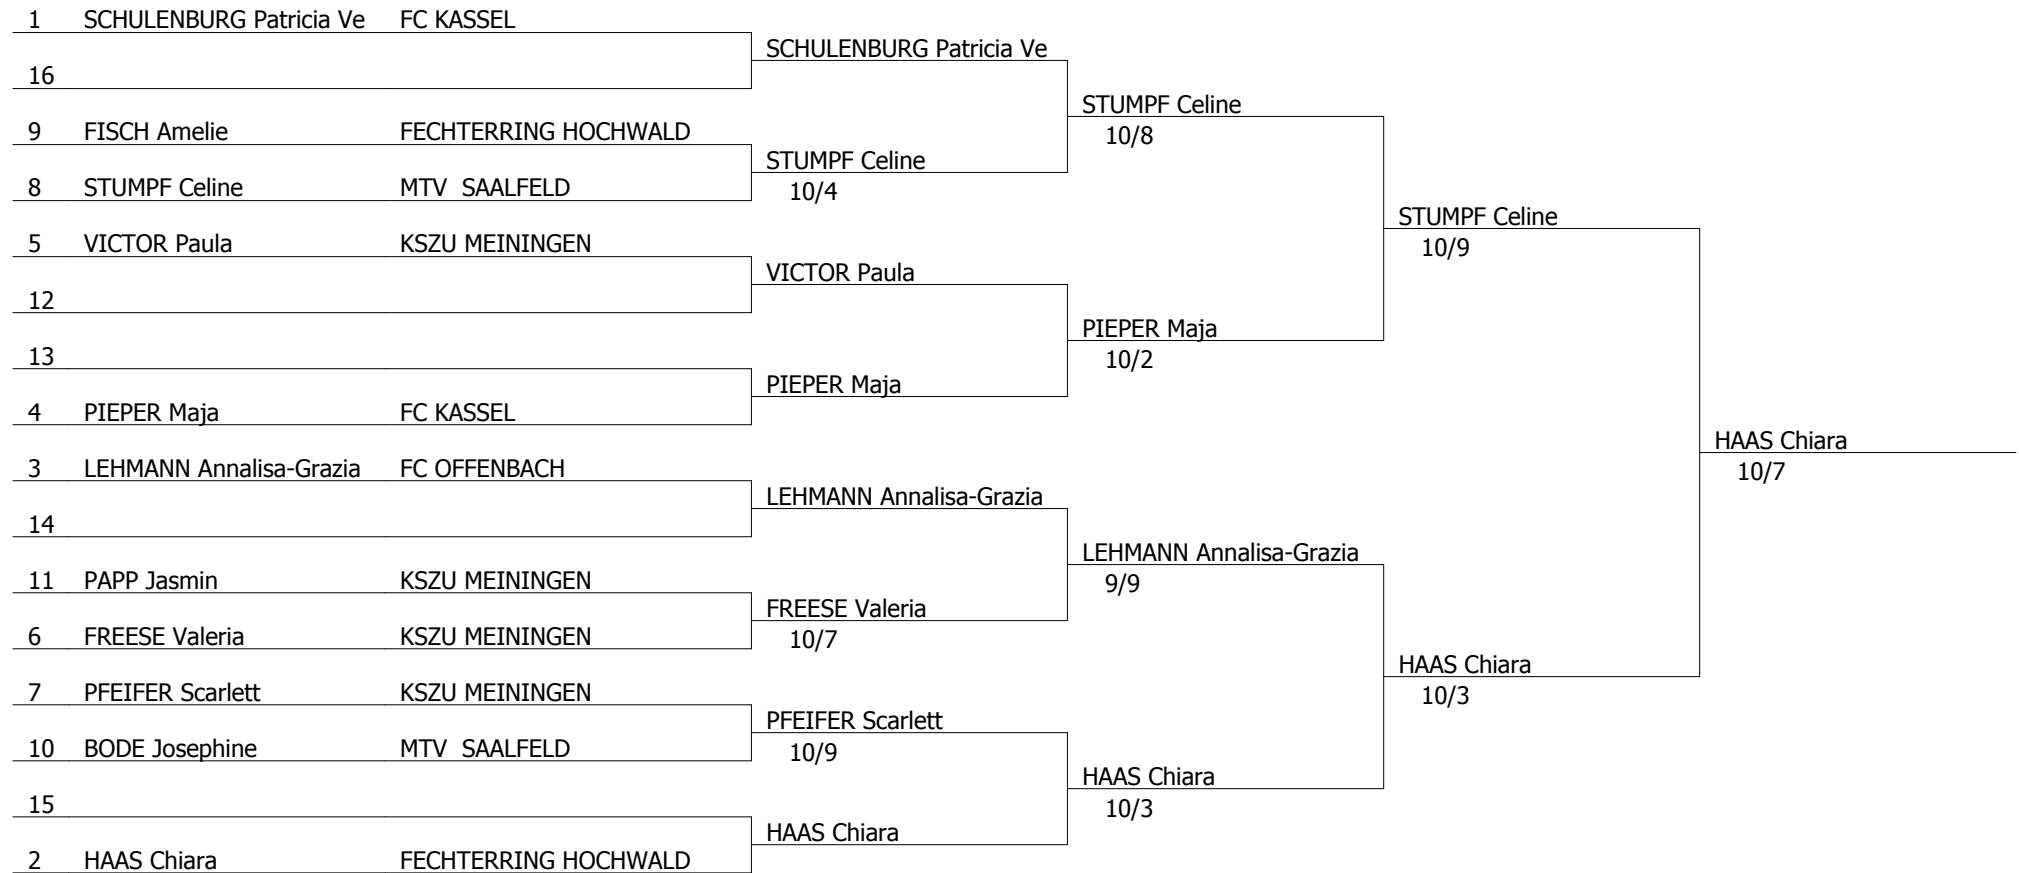 1 SCHULENBURG Patricia Ve FC KASSEL
SCHULENBURG Patricia Ve
16
STUMPF Celine
10/8
9 FISCH Amelie FECHTERRING HOCHWALD
STUMPF Celine
10/4
8 STUMPF Celine MTV SAALFELD
STUMPF Celine
10/9
5 VICTOR Paula KSZU MEININGEN
VICTOR Paula
12
PIEPER Maja
10/2
13
PIEPER Maja
4 PIEPER Maja FC KASSEL
HAAS Chiara
10/7
3 LEHMANN Annalisa-Grazia FC OFFENBACH
LEHMANN Annalisa-Grazia
14
LEHMANN Annalisa-Grazia
9/9
11 PAPP Jasmin KSZU MEININGEN
FREESE Valeria
10/7
6 FREESE Valeria KSZU MEININGEN
HAAS Chiara
10/3
7 PFEIFER Scarlett KSZU MEININGEN
PFEIFER Scarlett
10/9
10 BODE Josephine MTV SAALFELD
HAAS Chiara
10/3
15
HAAS Chiara
2 HAAS Chiara FECHTERRING HOCHWALD